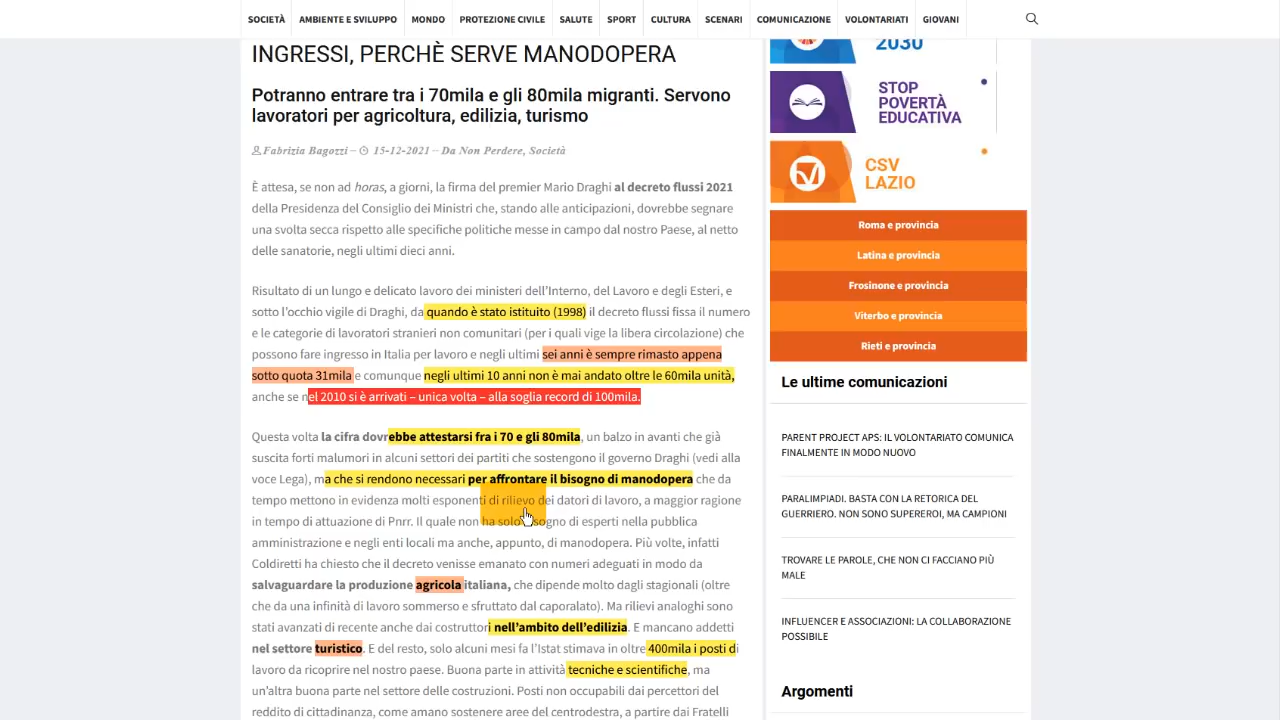 SOCIETÀ AMBIENTE E SVILUPPO MONDO PROTEZIONE CIVILE SALUTE SPORT CULTURA SCENARI COMUNICAZIONE VOLONTARIATI GIOVANI
INGRESSI, PERCHÈ SERVE MANODOPERA
Potranno entrare tra i 70mila e gli 80mila migranti. Servono
lavoratori per agricoltura, edilizia, turismo
Fabrizia Bagozzi – 15-12-2021 – Da Non Perdere, Società
È attesa, se non ad horas, a giorni, la firma del premier Mario Draghi al decreto flussi 2021
della Presidenza del Consiglio dei Ministri che, stando alle anticipazioni, dovrebbe segnare
una svolta secca rispetto alle specifiche politiche messe in campo dal nostro Paese, al netto
delle sanatorie, negli ultimi dieci anni.
Risultato di un lungo e delicato lavoro dei ministeri dell’Interno, del Lavoro e degli Esteri, e
sotto l’occhio vigile di Draghi, da quando è stato istituito (1998) il decreto flussi fissa il numero
e le categorie di lavoratori stranieri non comunitari (per i quali vige la libera circolazione) che
possono fare ingresso in Italia per lavoro e negli ultimi sei anni è sempre rimasto appena
sotto quota 31mila e comunque negli ultimi 10 anni non è mai andato oltre le 60mila unità,
anche se nel 2010 si è arrivati – unica volta – alla soglia record di 100mila.
Questa volta la cifra dovrebbe attestarsi fra i 70 e gli 80mila, un balzo in avanti che già
suscita forti malumori in alcuni settori dei partiti che sostengono il governo Draghi (vedi alla
voce Lega), ma che si rendono necessari per affrontare il bisogno di manodopera che da
tempo mettono in evidenza molti esponenti di rilievo dei datori di lavoro, a maggior ragione
in tempo di attuazione di Pnrr. Il quale non ha solo bisogno di esperti nella pubblica
amministrazione e negli enti locali ma anche, appunto, di manodopera. Più volte, infatti
Coldiretti ha chiesto che il decreto venisse emanato con numeri adeguati in modo da
salvaguardare la produzione agricola italiana, che dipende molto dagli stagionali (oltre
che da una infinità di lavoro sommerso e sfruttato dal caporalato). Ma rilievi analoghi sono
stati avanzati di recente anche dai costruttori nell’ambito dell’edilizia. E mancano addetti
nel settore turistico. E del resto, solo alcuni mesi fa l’Istat stimava in oltre 400mila i posti di
lavoro da ricoprire nel nostro paese. Buona parte in attività tecniche e scientifiche, ma
un’altra buona parte nel settore delle costruzioni. Posti non occupabili dai percettori del
reddito di cittadinanza, come amano sostenere aree del centrodestra, a partire dai Fratelli
2030
STOP
POVERTÀ
EDUCATIVA
CSV
LAZIO
Roma e provincia
Latina e provincia
Frosinone e provincia
Viterbo e provincia
Rieti e provincia
Le ultime comunicazioni
PARENT PROJECT APS: IL VOLONTARIATO COMUNICA
FINALMENTE IN MODO NUOVO
PARALIMPIADI. BASTA CON LA RETORICA DEL
GUERRIERO. NON SONO SUPEREROI, MA CAMPIONI
TROVARE LE PAROLE, CHE NON CI FACCIANO PIÙ
MALE
INFLUENCER E ASSOCIAZIONI: LA COLLABORAZIONE
POSSIBILE
Argomenti